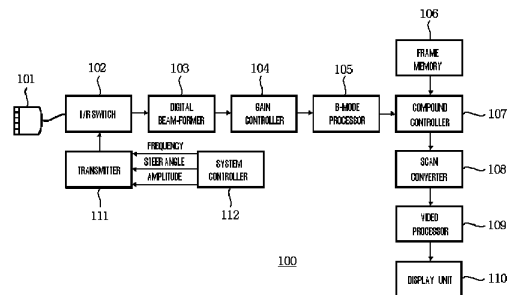 106
101
102
103
104
105
FRAME
MEMORY
T/R SWITCH
DIGITAL
BEAM-FORMER
GAIN
CONTROLLER
B-MODE
PROCESSOR
COMPOUND
CONTROLLER
107
FREQUENCY
TRANSMITTER
STEER ANGLE
SYSTEM
CONTROLLER
AMPLITUDE
SCAN
CONVERTER
108
111
112
VIDEO
PROCESSOR
109
100
DISPLAY UNIT
110